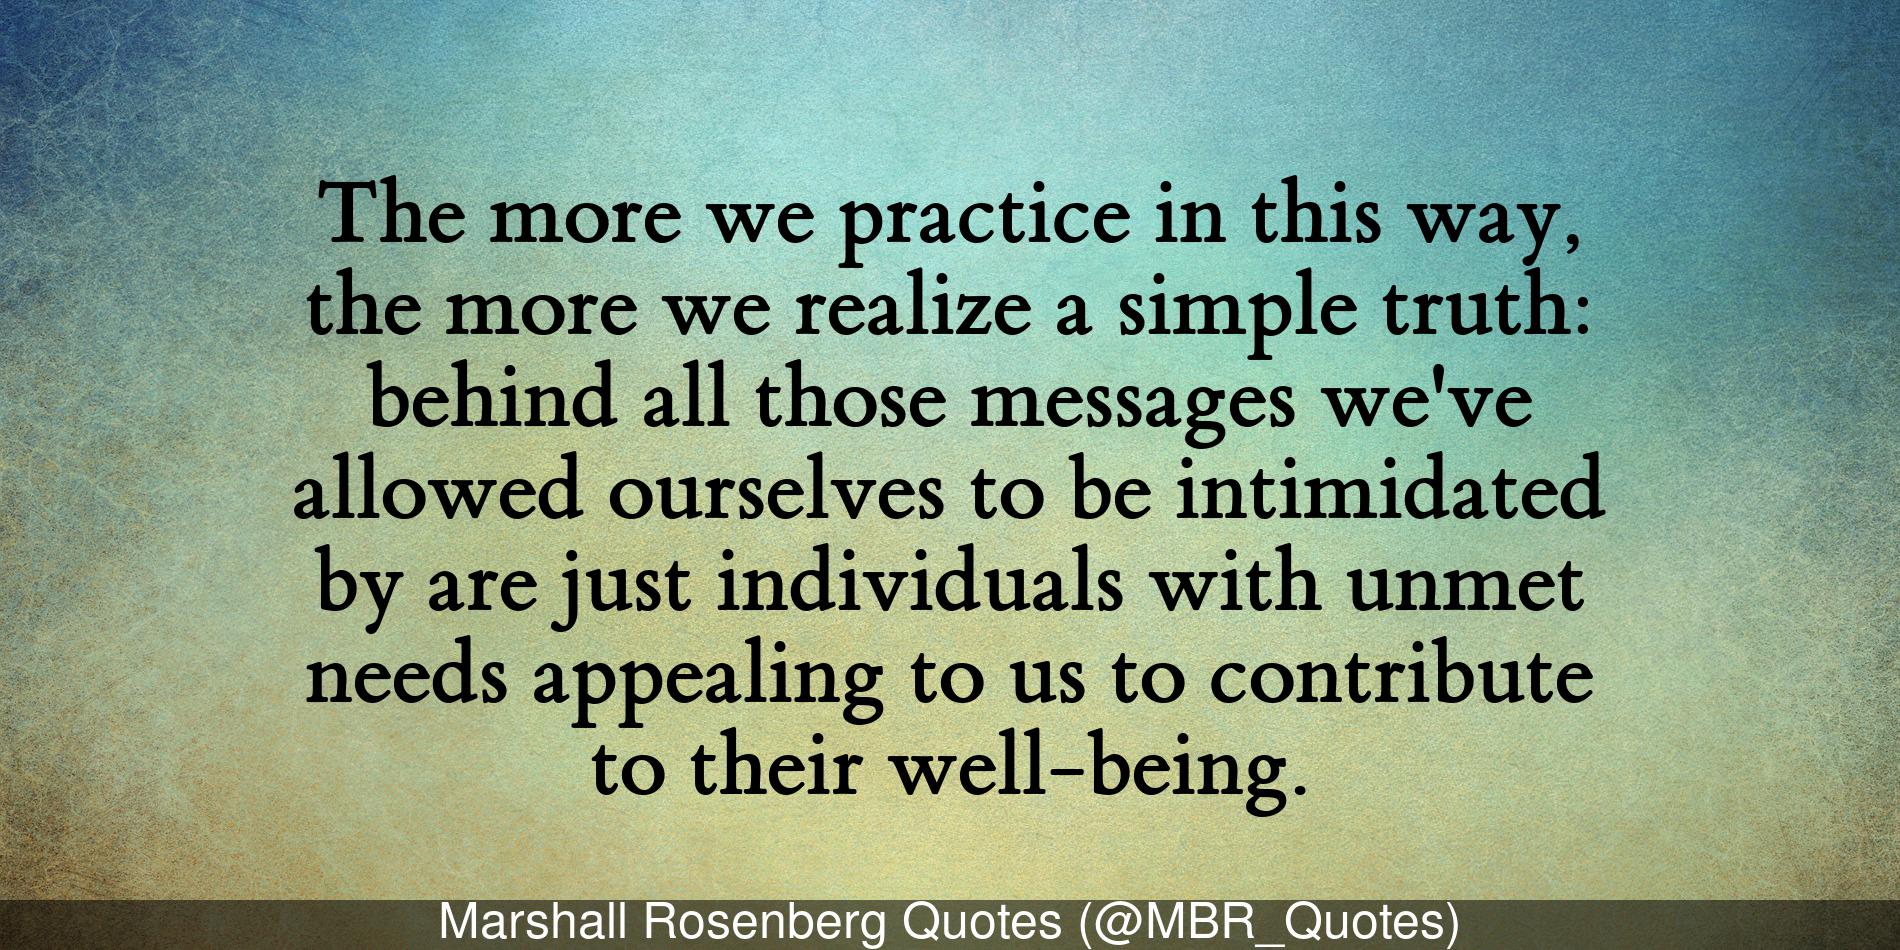 The more we practice in this way,
the more we realize a simple truth:
behind all those messages we've
allowed ourselves to be intimidated
by are just individuals with unmet
needs appealing to us to contribute
to their well-being.
Marshall Rosenberg Quotes (@MBR_Quotes)